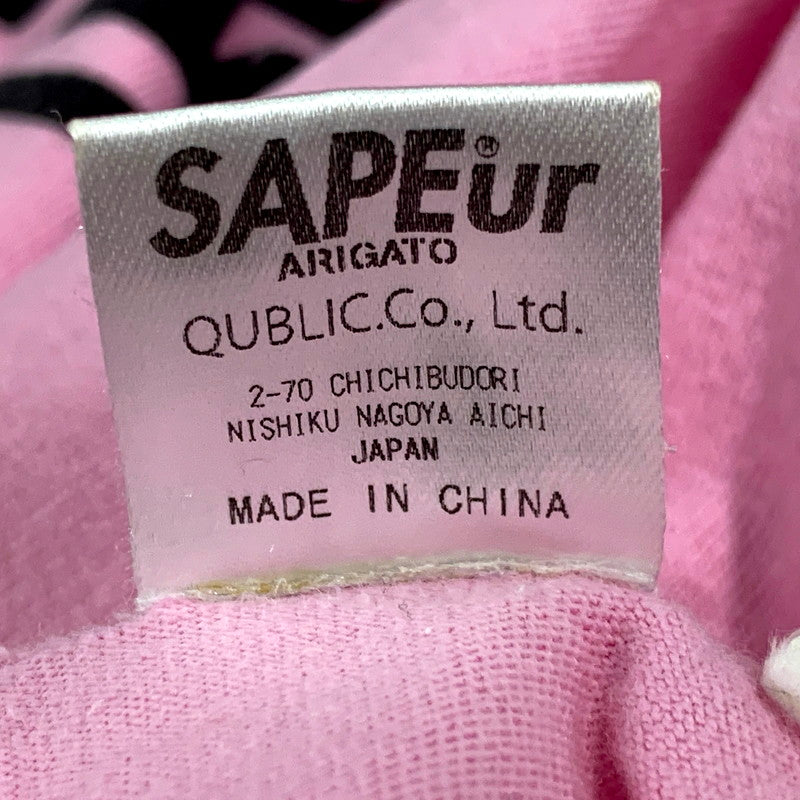 SAPEur®
ARIGATO
QUBLIC.Co., Ltd.
2-70 CHICHIBUDORI
NISHIKU NAGOYA AICHI
JAPAN
MADE IN CHINA